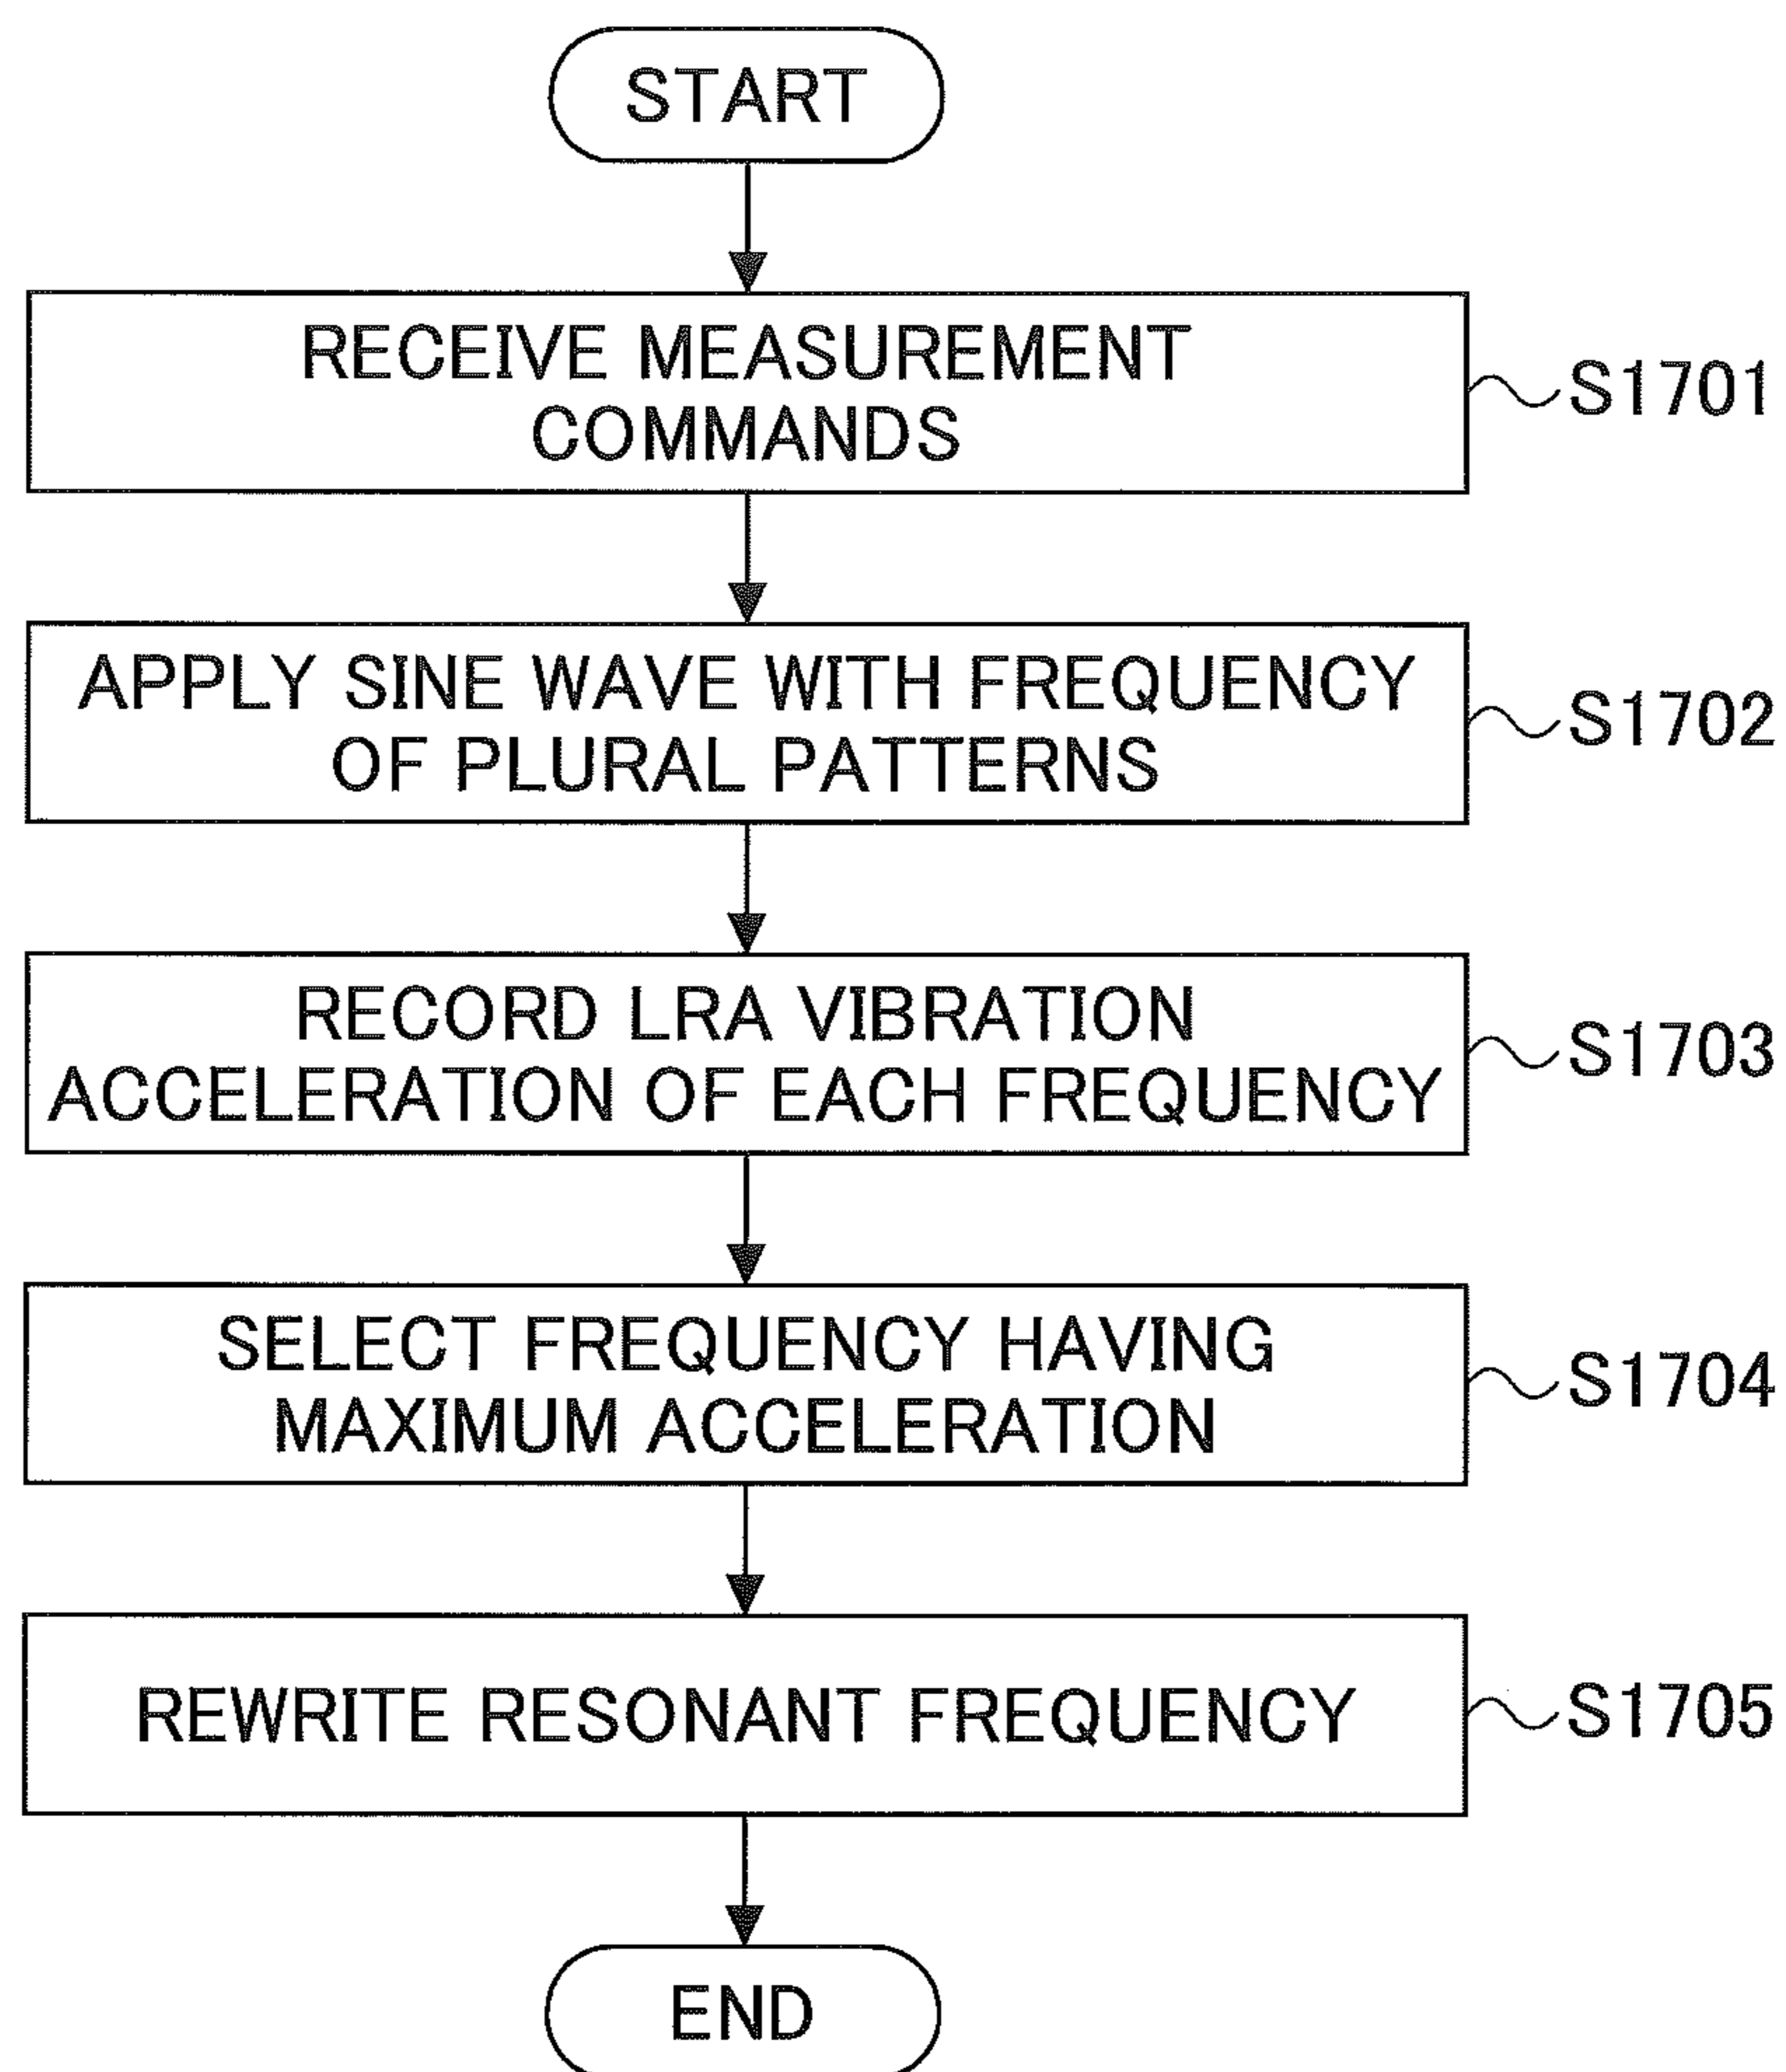 START
RECEIVE MEASUREMENT
COMMANDS
S1701
APPLY SINE WAVE WITH FREQUENCY
OF PLURAL PATTERNS
S1702
RECORD LRA VIBRATION
ACCELERATION OF EACH FREQUENCY
S1703
SELECT FREQUENCY HAVING
MAXIMUM ACCELERATION
S1704
REWRITE RESONANT FREQUENCY
S1705
END